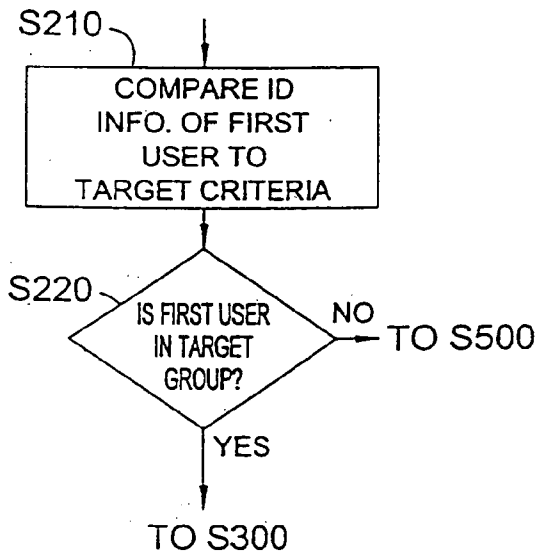 S210
COMPARE ID
INFO. OF FIRST
USER TO
TARGET CRITERIA
S220
IS FIRST USER
IN TARGET
GROUP?
NO
TO S500
YES
TO S300